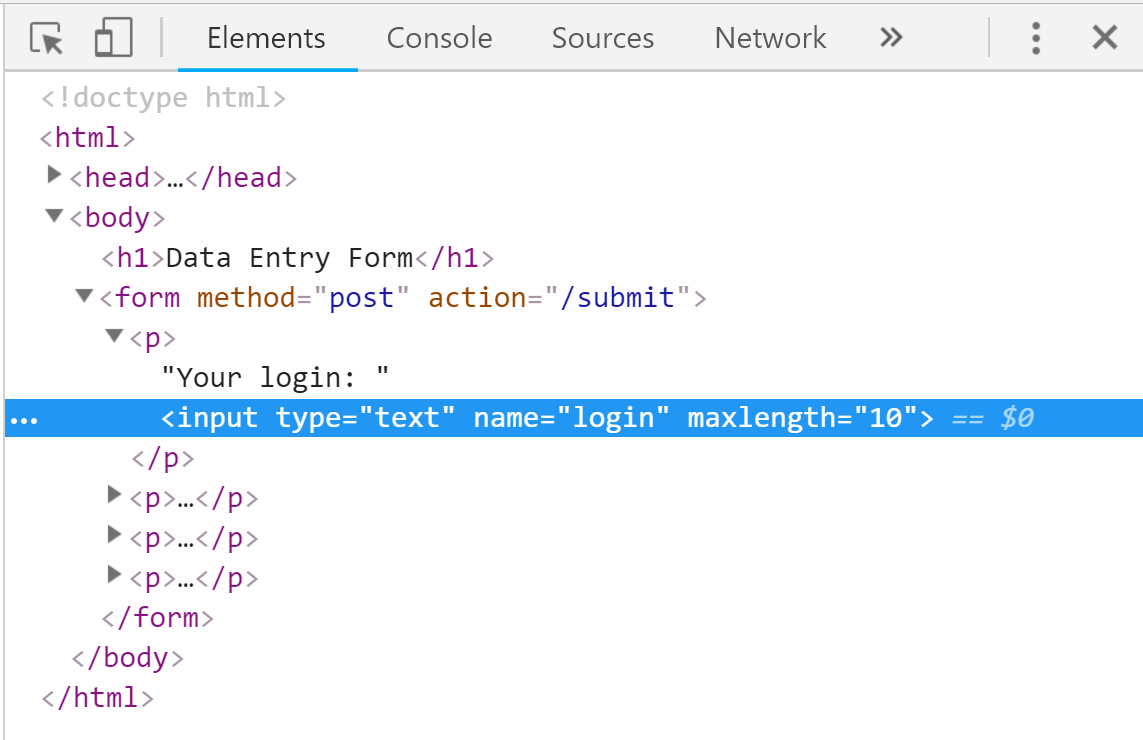 Elements Console Sources Network »
<!doctype html>
<html>
<head>…</head>
<body>
<h1>Data Entry Form</h1>
<form method="post" action="/submit">
<p>
"Your login: "
... <input type="text" name="login" maxlength="10"> == $0
</p>
<p>…</p>
<p>…</p>
<p>…</p>
</form>
</body>
</html>